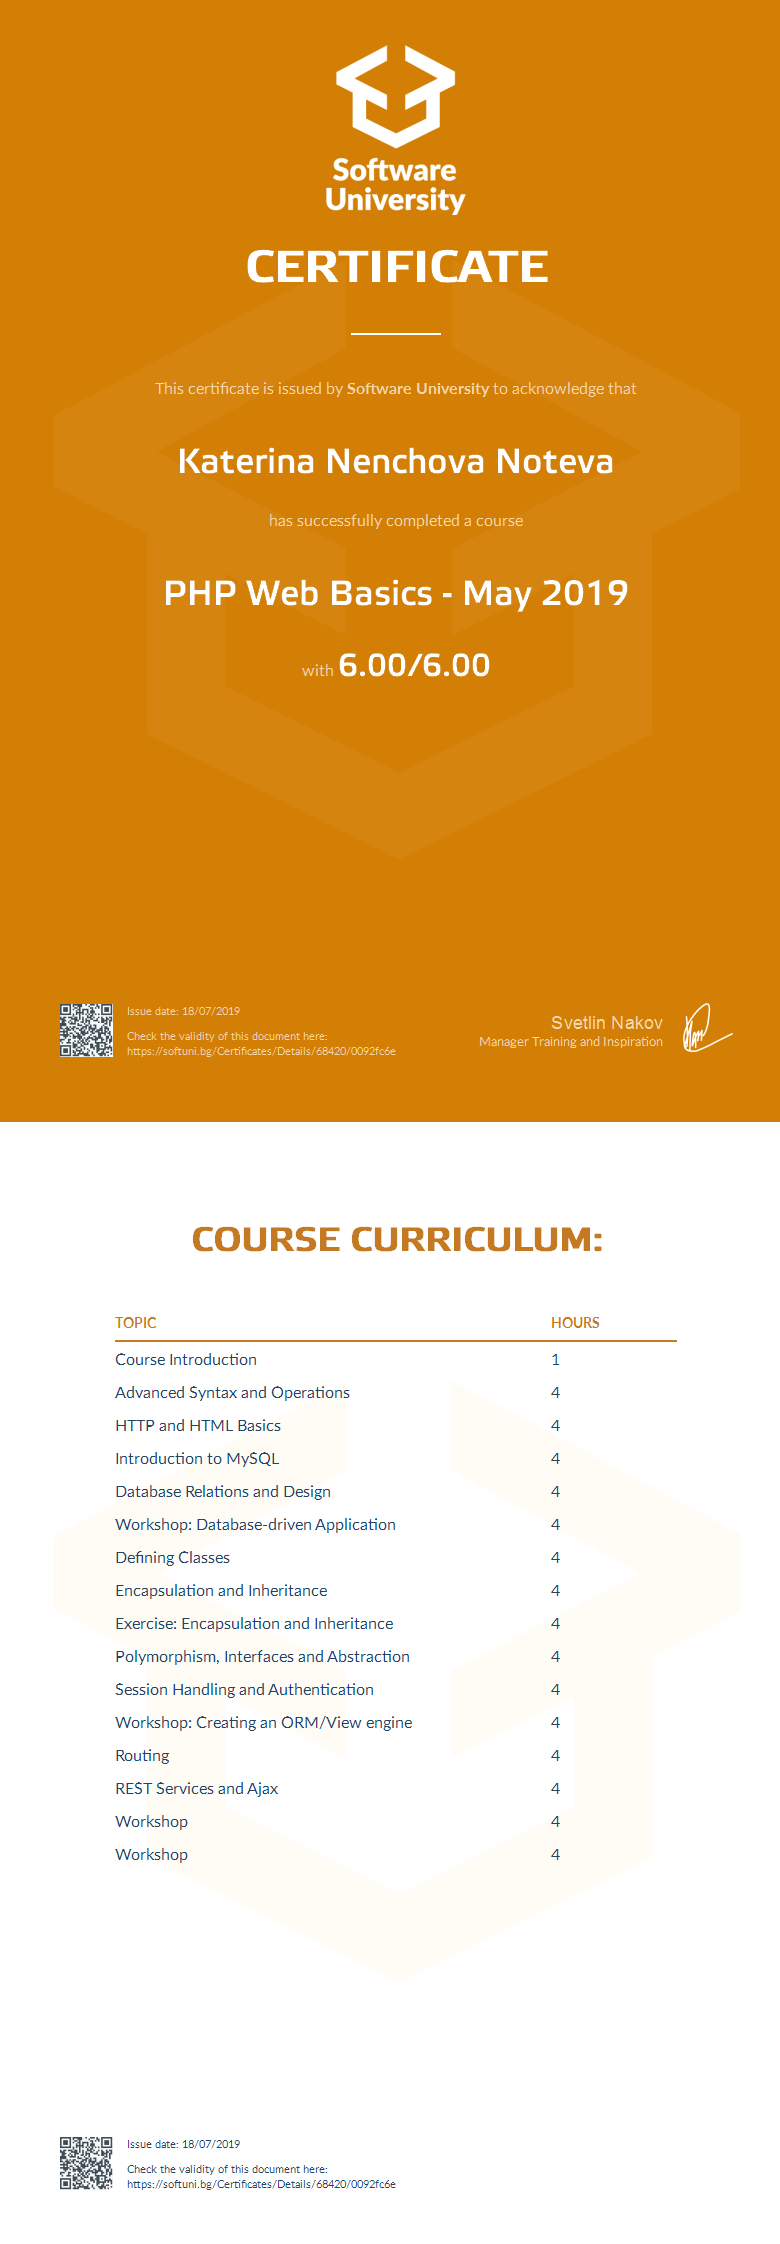 Software
University
CERTIFICATE
This certificate is issued by Software University to acknowledge that
Katerina Nenchova Noteva
has successfully completed a course
PHP Web Basics - May 2019
with 6.00/6.00
Issue date: 18/07/2019
Check the validity of this document here:
https://softuni.bg/Certificates/Details/68420/0092fc6e
Svetlin Nakov
Manager Training and Inspiration
COURSE CURRICULUM:
TOPIC HOURS
Course Introduction 1
Advanced Syntax and Operations 4
HTTP and HTML Basics 4
Introduction to MySQL 4
Database Relations and Design 4
Workshop: Database-driven Application 4
Defining Classes 4
Encapsulation and Inheritance 4
Exercise: Encapsulation and Inheritance 4
Polymorphism, Interfaces and Abstraction 4
Session Handling and Authentication 4
Workshop: Creating an ORM/View engine 4
Routing 4
REST Services and Ajax 4
Workshop 4
Workshop 4
Issue date: 18/07/2019
Check the validity of this document here:
https://softuni.bg/Certificates/Details/68420/0092fc6e